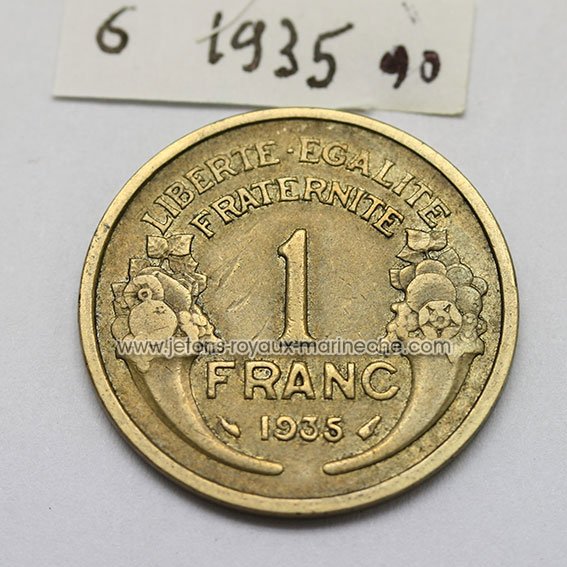 6 1935 90
LIBERTE · EGALITE
FRATERNITE
1
www.jetons-royaux-marineche.com
FRANC
1935